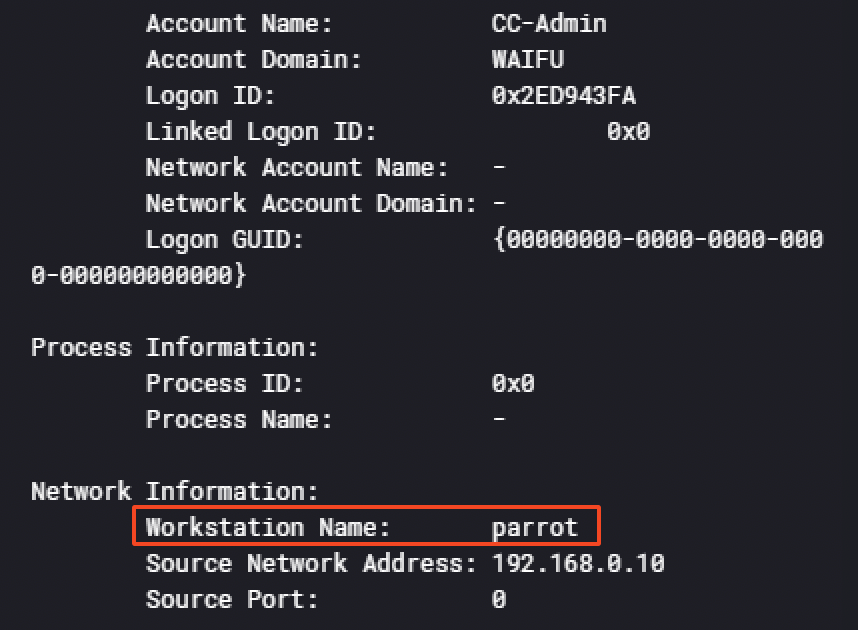 Account Name: CC-Admin
Account Domain: WAIFU
Logon ID: 0x2ED943FA
Linked Logon ID: 0x0
Network Account Name: -
Network Account Domain: -
Logon GUID: {00000000-0000-0000-000
0-000000000000}
Process Information:
Process ID: 0x0
Process Name: -
Network Information:
Workstation Name: parrot
Source Network Address: 192.168.0.10
Source Port: 0